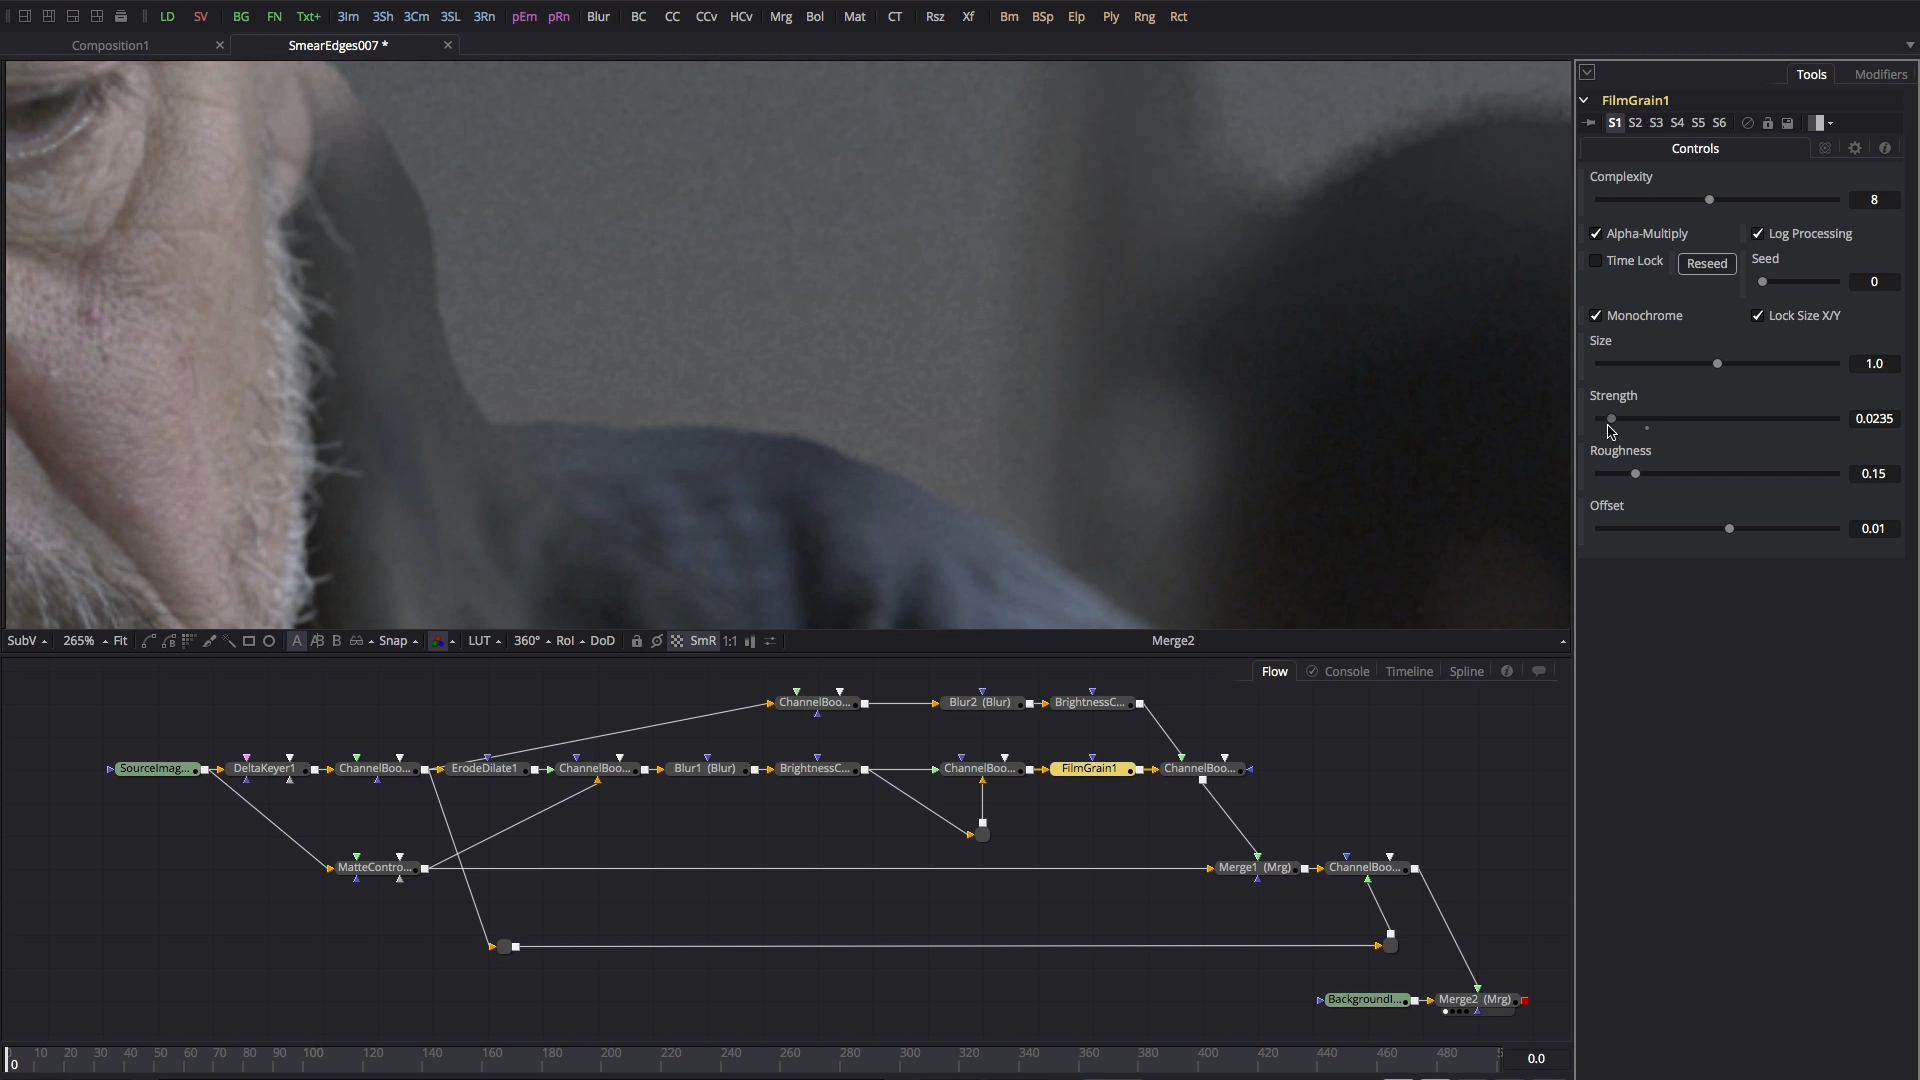 LD SV BG FN Txt+ 3Im 3Sh 3Cm 3SL 3Rn pEm pRn Blur BC CC CCv HCv Mrg Bol Mat CT Rsz Xf Bm BSp Elp Ply Rng Rct
Composition1
SmearEdges007 *
Tools Modifiers
FilmGrain1
S1 S2 S3 S4 S5 S6
Controls
Complexity
8
Alpha-Multiply Log Processing
Time Lock Reseed Seed
0
Monochrome Lock Size X/Y
Size
1.0
Strength
0.0235
Roughness
0.15
Offset
0.01
SubV 265% Fit A B Snap LUT 360° RoI DoD SmR 1:1 Merge2
Flow Console Timeline Spline
ChannelBoo... Blur2 (Blur) BrightnessC...
SourceImag... DeltaKeyer1 ChannelBoo... ErodeDilate1 ChannelBoo... Blur1 (Blur) BrightnessC... ChannelBoo... FilmGrain1 ChannelBoo...
MatteContro... Merge1 (Mrg) ChannelBoo...
BackgroundI... Merge2 (Mrg)
0 10 20 30 40 50 60 70 80 90 100 120 140 160 180 200 220 240 260 280 300 320 340 360 380 400 420 440 460 480 0.0